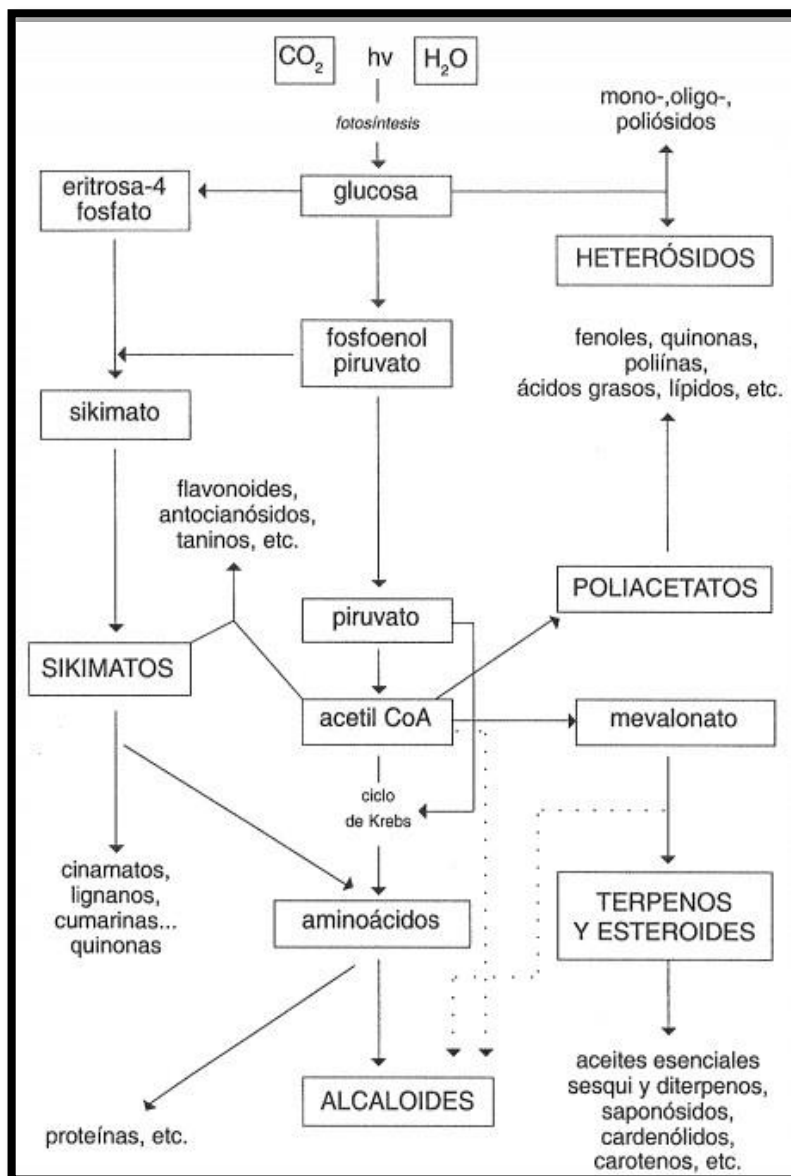 CO2 hv H2O
fotosíntesis
mono-,oligo-,
poliósidos
eritrosa-4
fosfato
glucosa
HETERÓSIDOS
fosfoenol
piruvato
fenoles, quinonas,
poliínas,
ácidos grasos, lípidos, etc.
sikimato
flavonoides,
antocianósidos,
taninos, etc.
POLIACETATOS
piruvato
SIKIMATOS
acetil CoA
mevalonato
ciclo
de Krebs
cinamatos,
lignanos,
cumarinas...
quinonas
aminoácidos
TERPENOS
Y ESTEROIDES
proteínas, etc.
ALCALOIDES
aceites esenciales
sesqui y diterpenos,
saponósidos,
cardenólidos,
carotenos, etc.